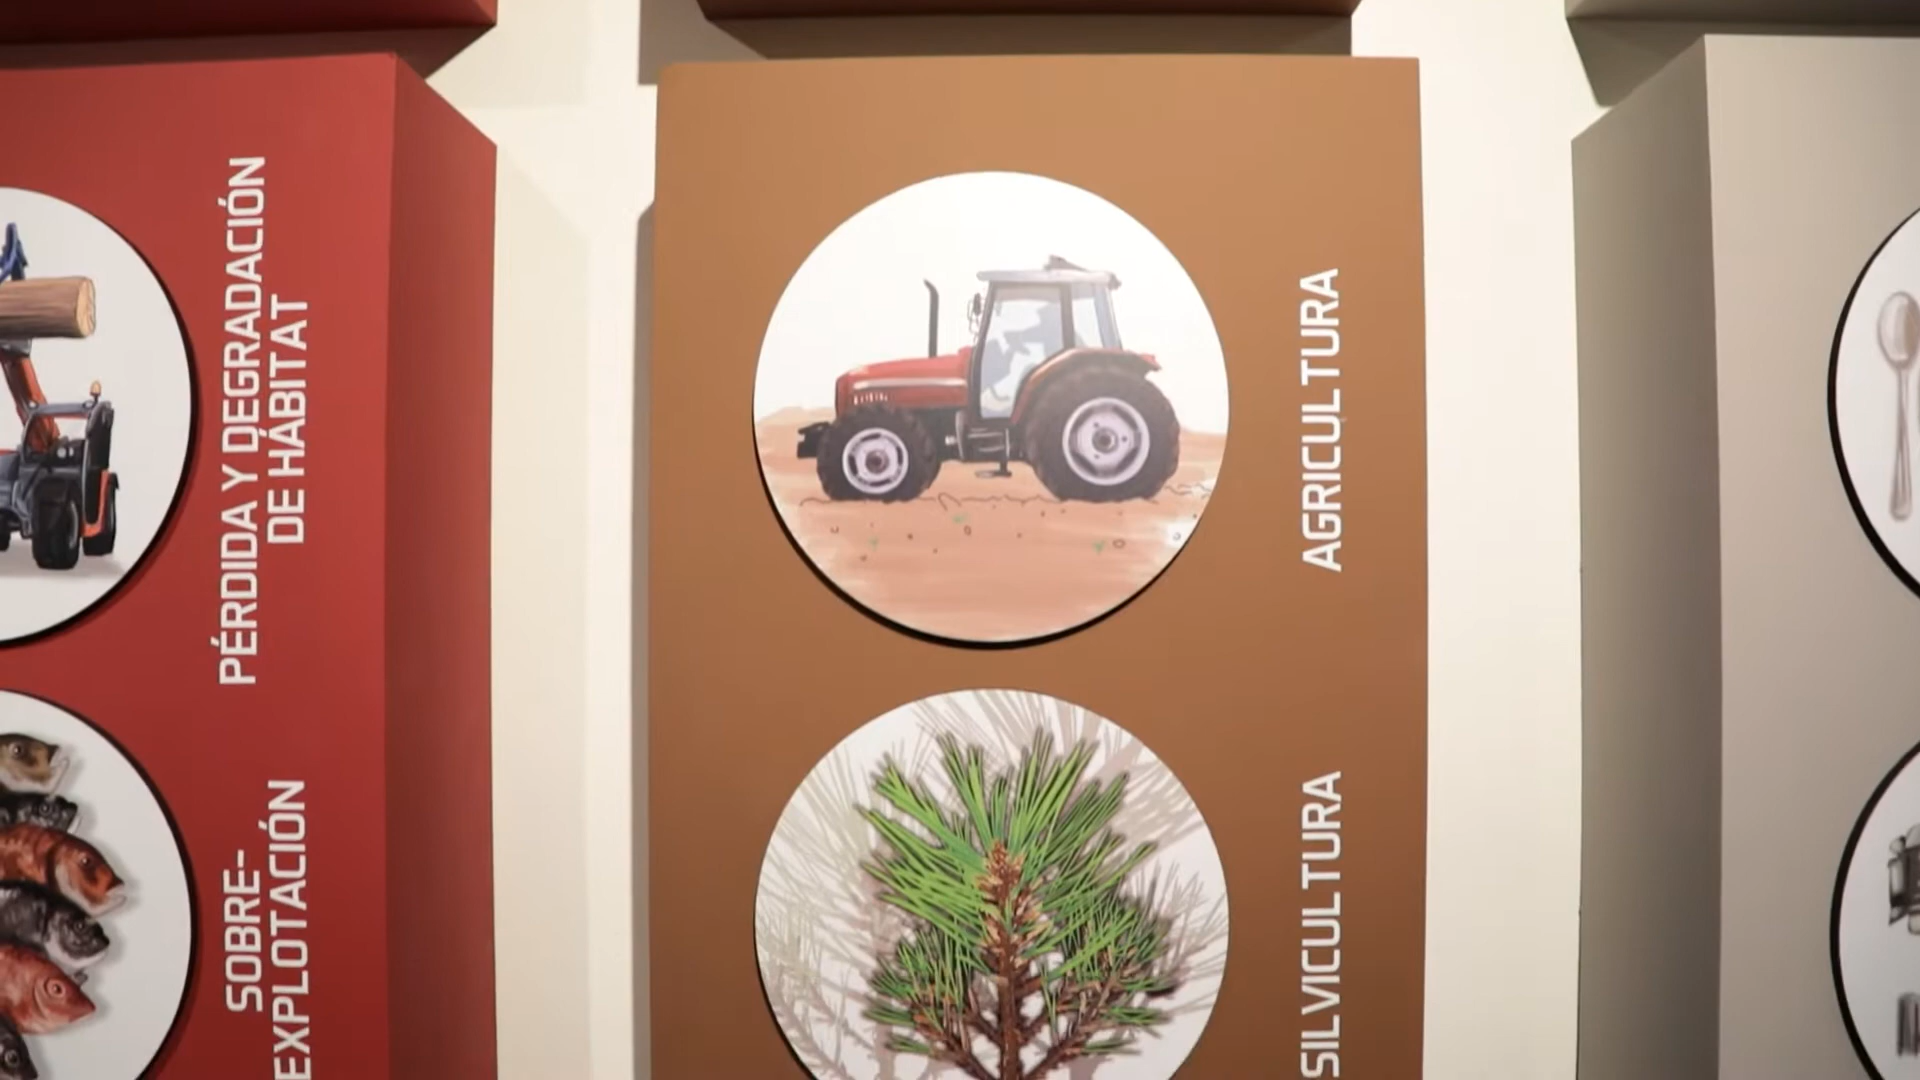 PÉRDIDA Y DEGRADACIÓN
DE HÁBITAT
SOBRE-
EXPLOTACIÓN
AGRICULTURA
SILVICULTURA